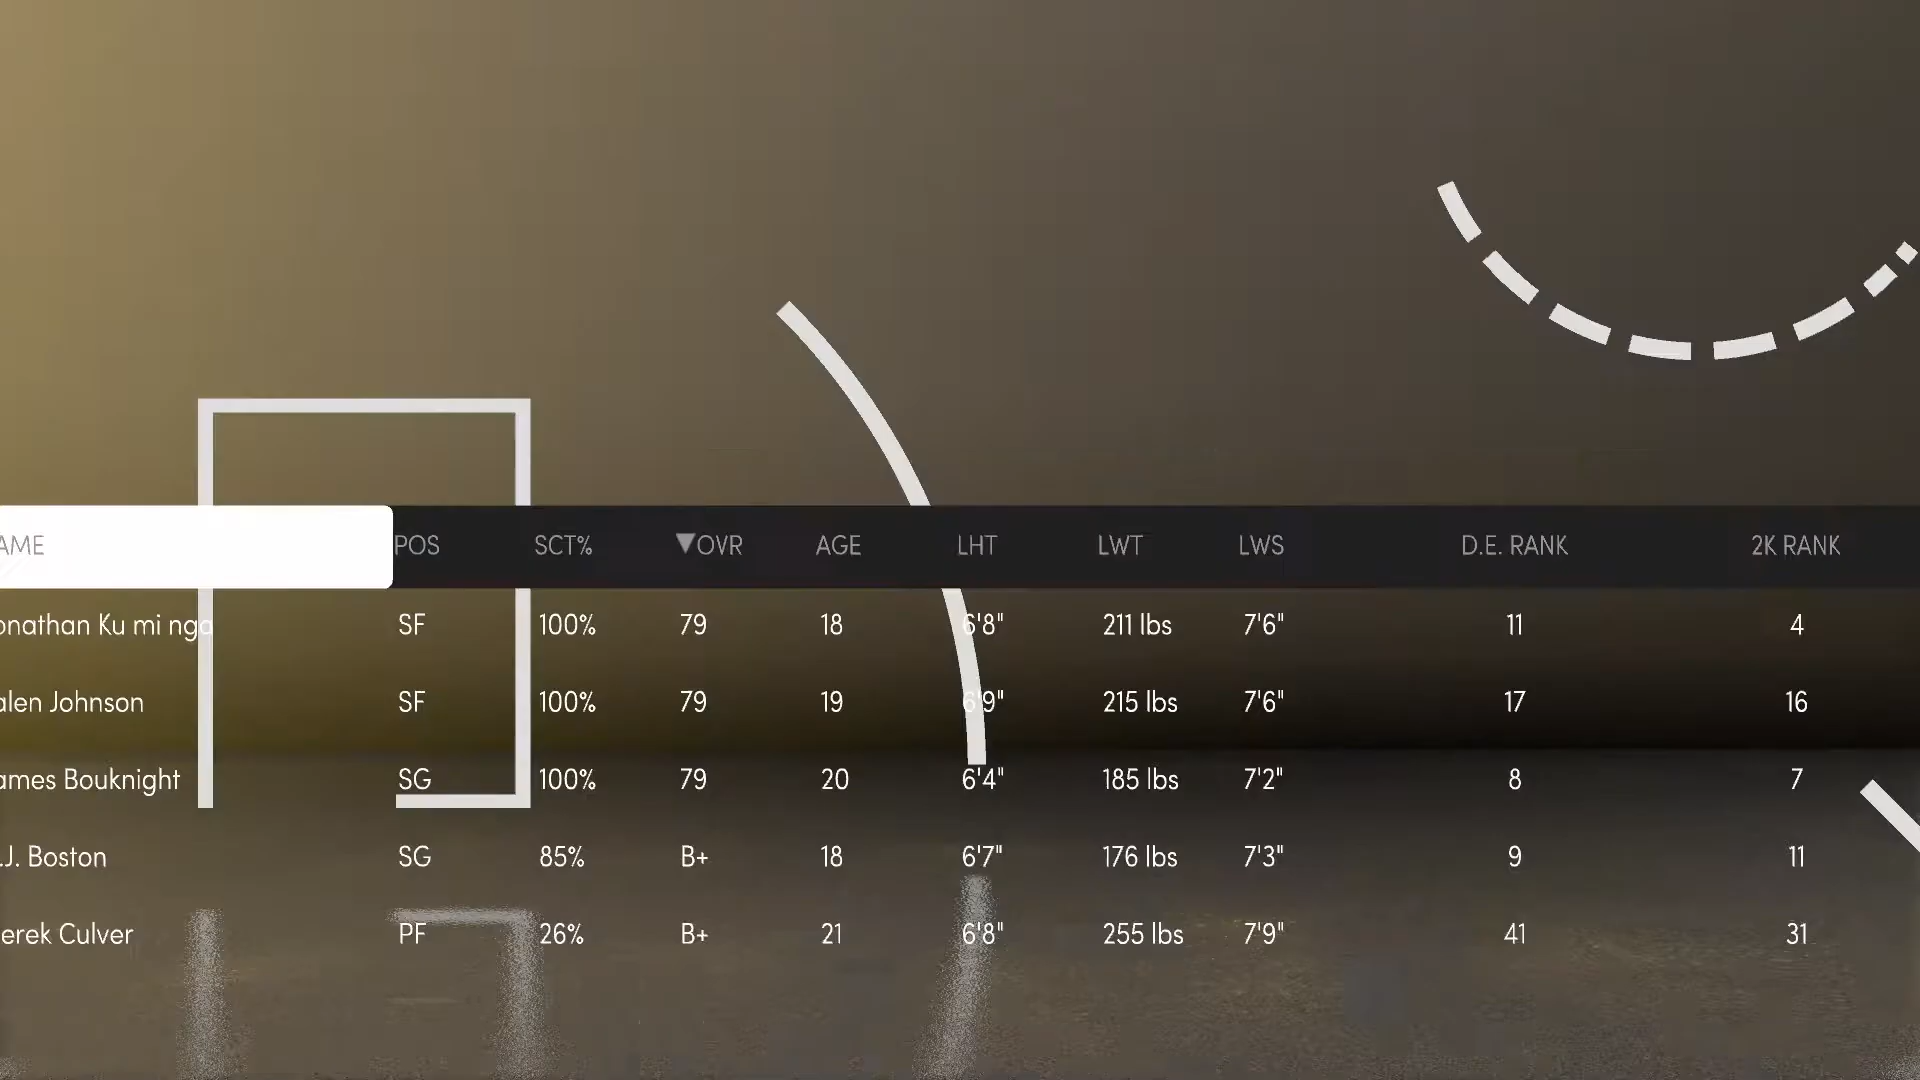 AME POS SCT% ▼OVR AGE LHT LWT LWS D.E. RANK 2K RANK
onathan Ku mi nga SF 100% 79 18 6'8" 211 lbs 7'6" 11 4
alen Johnson SF 100% 79 19 6'9" 215 lbs 7'6" 17 16
ames Bouknight SG 100% 79 20 6'4" 185 lbs 7'2" 8 7
.J. Boston SG 85% B+ 18 6'7" 176 lbs 7'3" 9 11
erek Culver PF 26% B+ 21 6'8" 255 lbs 7'9" 41 31